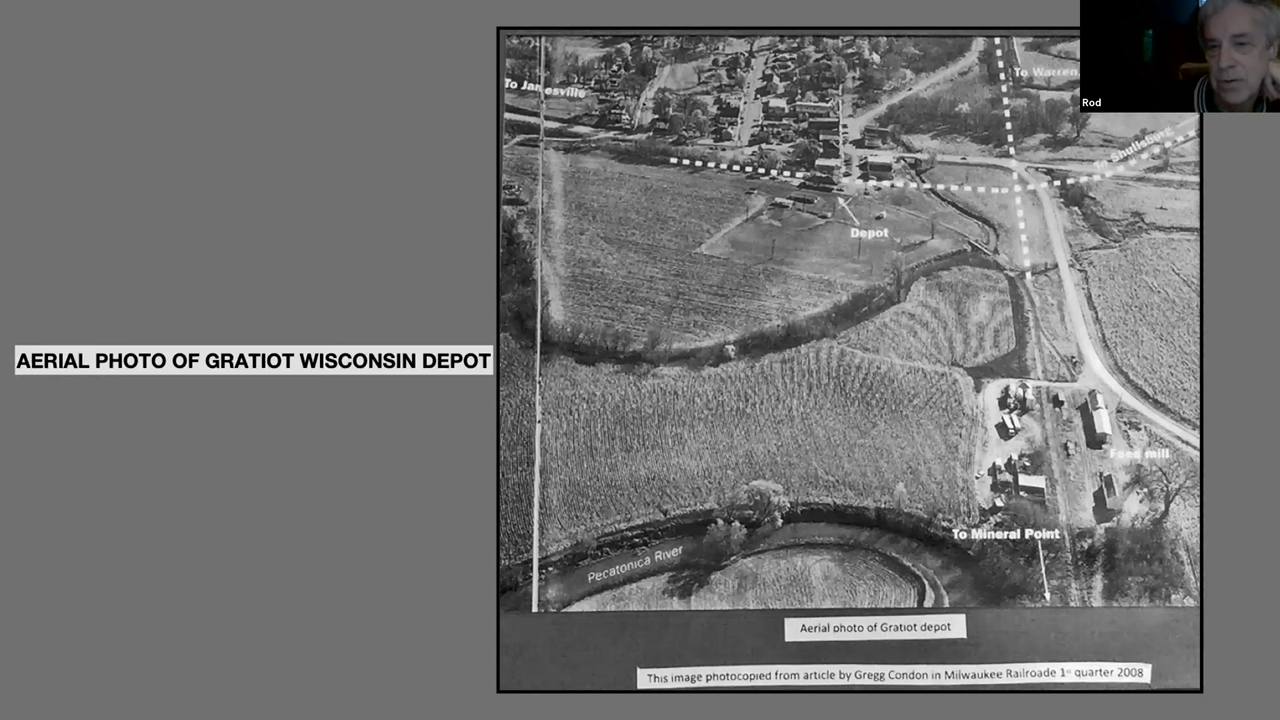 Rod
To Warren
To Janesville
To Shullsburg
Depot
AERIAL PHOTO OF GRATIOT WISCONSIN DEPOT
Feed mill
To Mineral Point
Pecatonica River
Aerial photo of Gratiot depot
This image photocopied from article by Gregg Condon in Milwaukee Railroade 1st quarter 2008